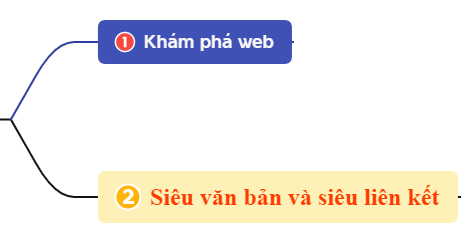 1 Khám phá web
2 Siêu văn bản và siêu liên kết